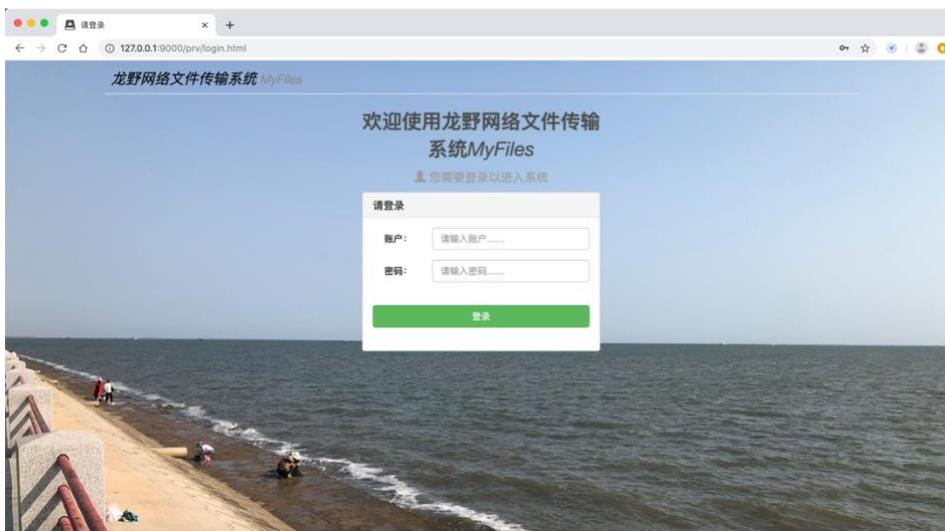 请登录
127.0.0.1:9000/prv/login.html
龙野网络文件传输系统 MyFiles
欢迎使用龙野网络文件传输
系统MyFiles
您需要登录以进入系统
请登录
账户: 请输入账户......
密码: 请输入密码......
登录